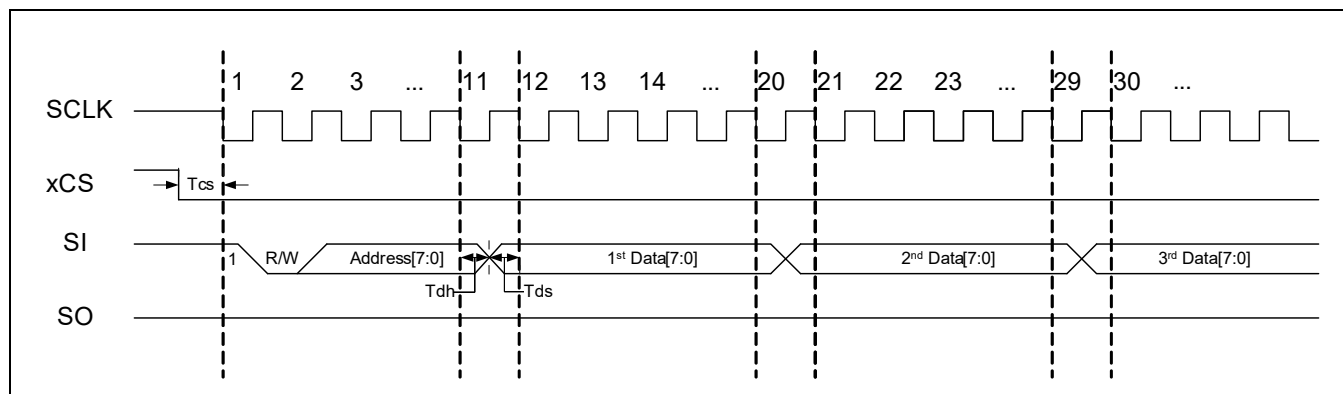 1 2 3 ... 11 12 13 14 ... 20 21 22 23 ... 29 30 ...
SCLK
xCS Tcs
SI 1 R/W Address[7:0] 1st Data[7:0] 2nd Data[7:0] 3rd Data[7:0]
Tdh Tds
SO